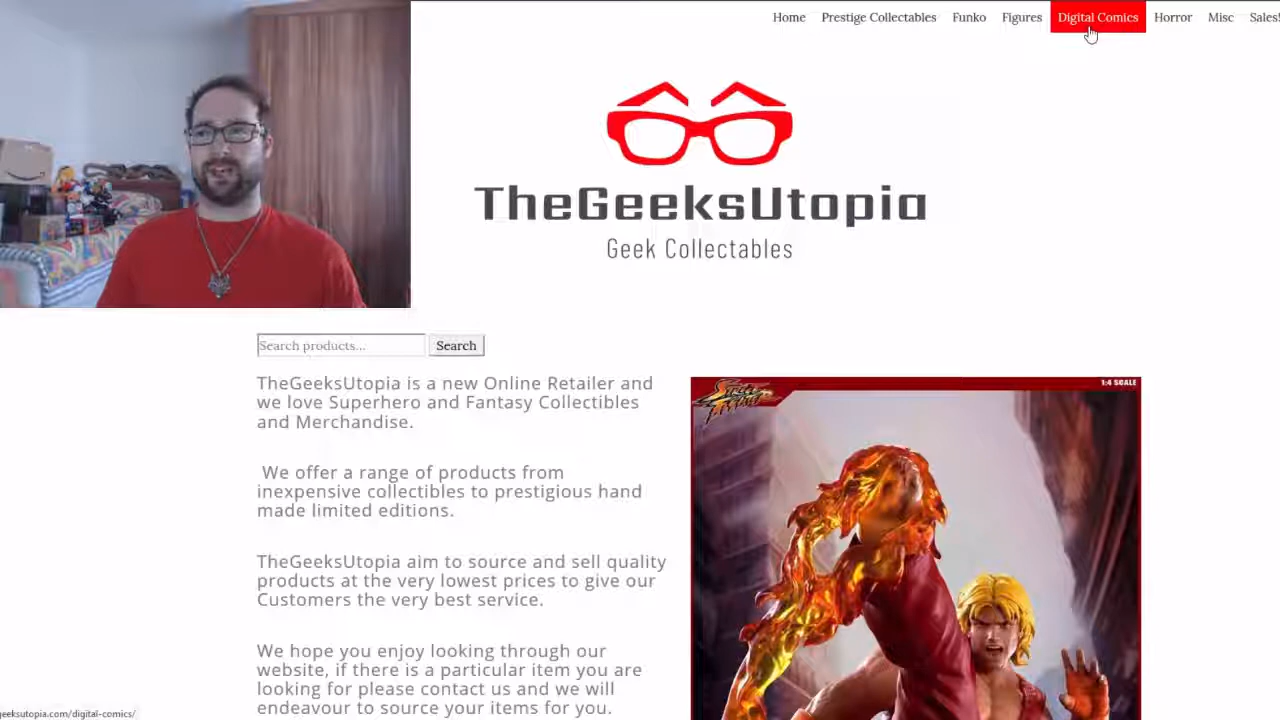 Home Prestige Collectables Funko Figures Digital Comics Horror Misc Sales!
TheGeeksUtopia
Geek Collectables
Search products... Search
TheGeeksUtopia is a new Online Retailer and
we love Superhero and Fantasy Collectibles
and Merchandise.
We offer a range of products from
inexpensive collectibles to prestigious hand
made limited editions.
TheGeeksUtopia aim to source and sell quality
products at the very lowest prices to give our
Customers the very best service.
We hope you enjoy looking through our
website, if there is a particular item you are
looking for please contact us and we will
endeavour to source your items for you.
Street Fighter
1:4 SCALE
geeksutopia.com/digital-comics/